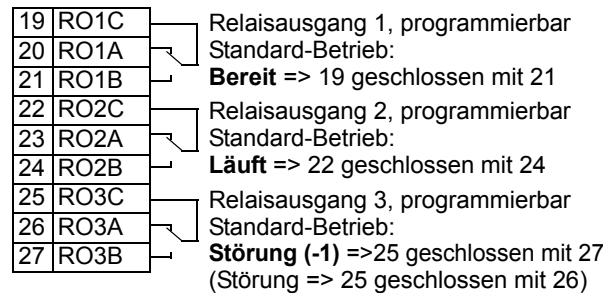 19 RO1C Relaisausgang 1, programmierbar
20 RO1A Standard-Betrieb:
21 RO1B Bereit => 19 geschlossen mit 21
22 RO2C Relaisausgang 2, programmierbar
23 RO2A Standard-Betrieb:
24 RO2B Läuft => 22 geschlossen mit 24
25 RO3C Relaisausgang 3, programmierbar
26 RO3A Standard-Betrieb:
27 RO3B Störung (-1) =>25 geschlossen mit 27
(Störung => 25 geschlossen mit 26)